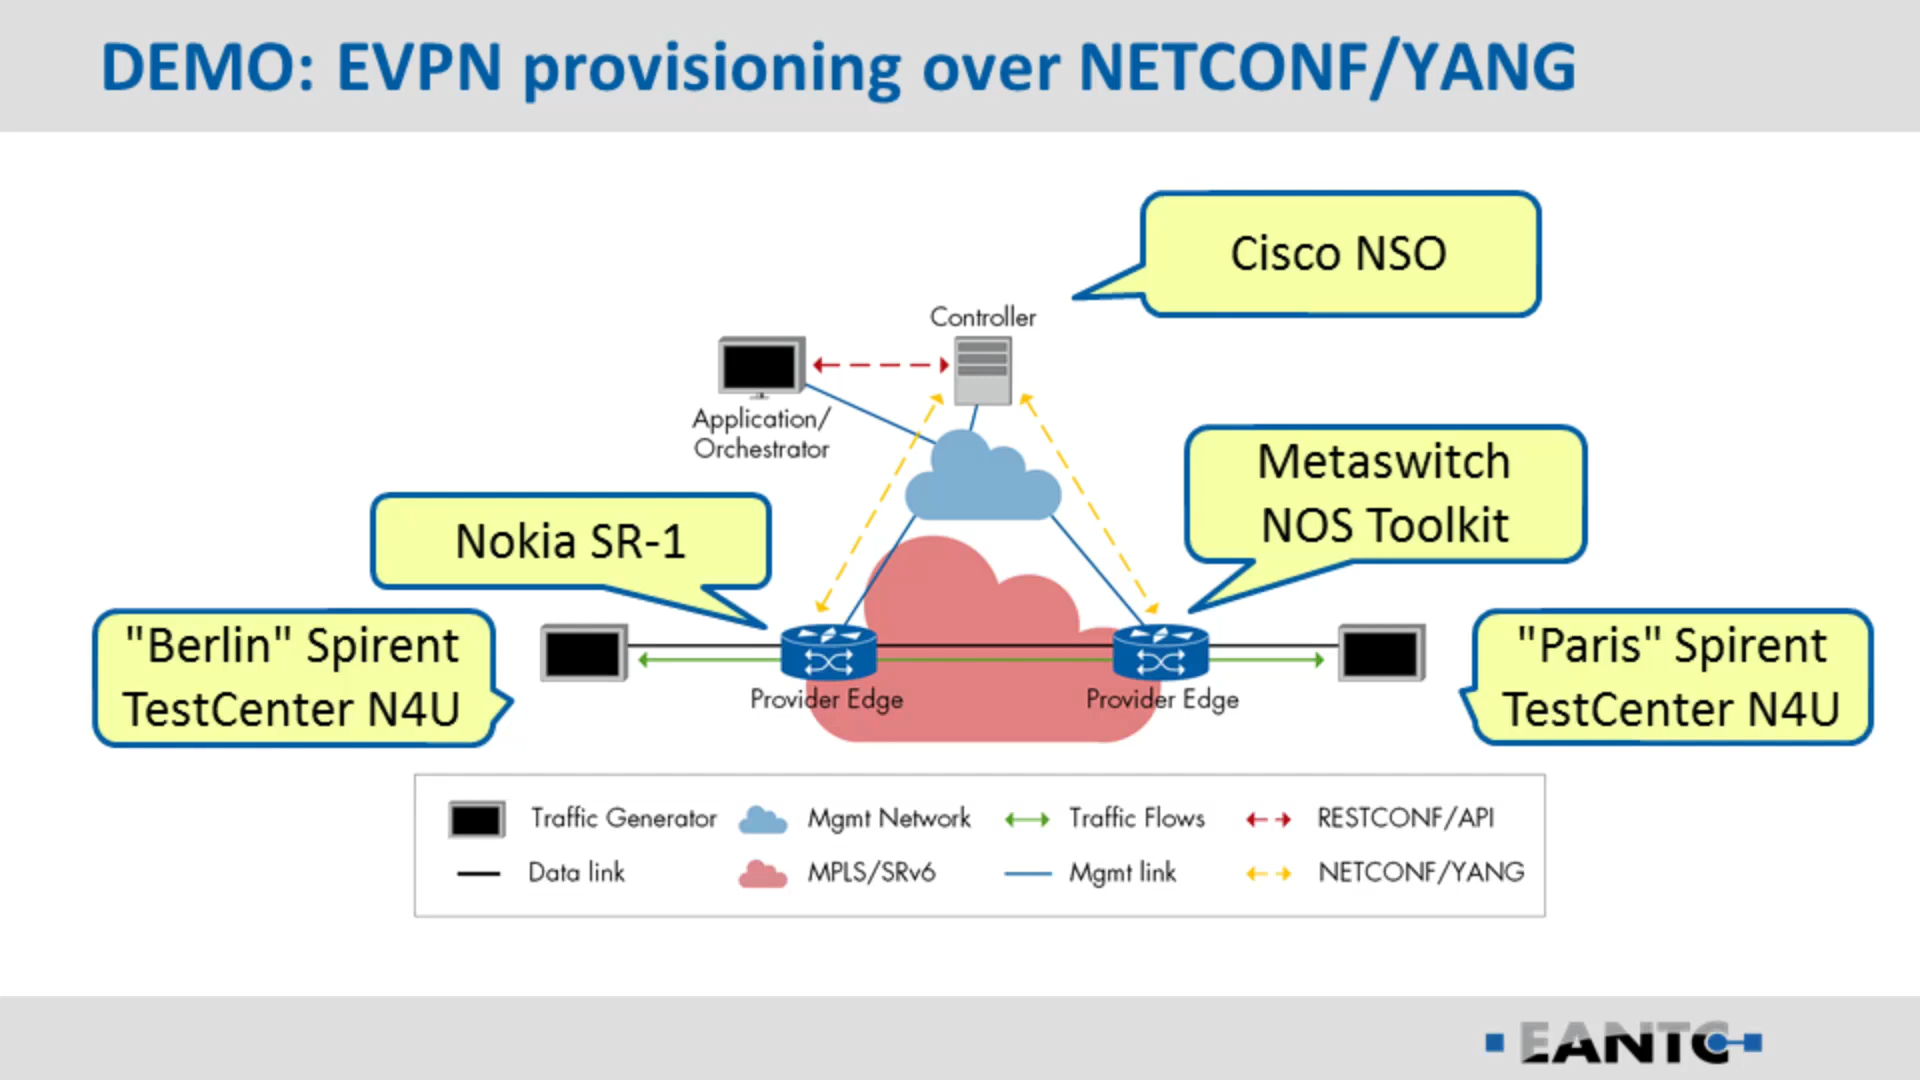 DEMO: EVPN provisioning over NETCONF/YANG
Cisco NSO
Controller
Application/
Orchestrator
Metaswitch
NOS Toolkit
Nokia SR-1
"Berlin" Spirent
TestCenter N4U
"Paris" Spirent
TestCenter N4U
Provider Edge
Provider Edge
Traffic Generator
Mgmt Network
Traffic Flows
RESTCONF/API
Data link
MPLS/SRv6
Mgmt link
NETCONF/YANG
EANTC